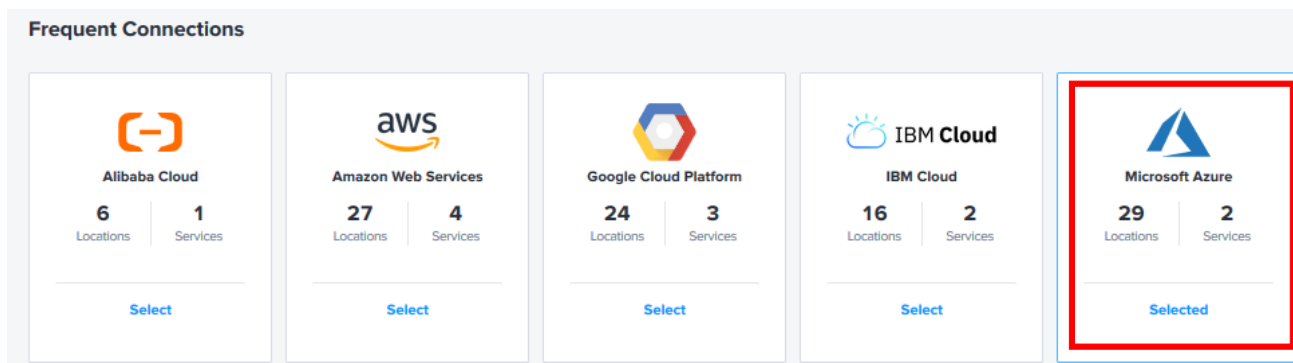 Frequent Connections
aws
IBM Cloud
Alibaba Cloud
Amazon Web Services
Google Cloud Platform
IBM Cloud
Microsoft Azure
6 1
27 4
24 3
16 2
29 2
Locations Services
Locations Services
Locations Services
Locations Services
Locations Services
Select
Select
Select
Select
Selected